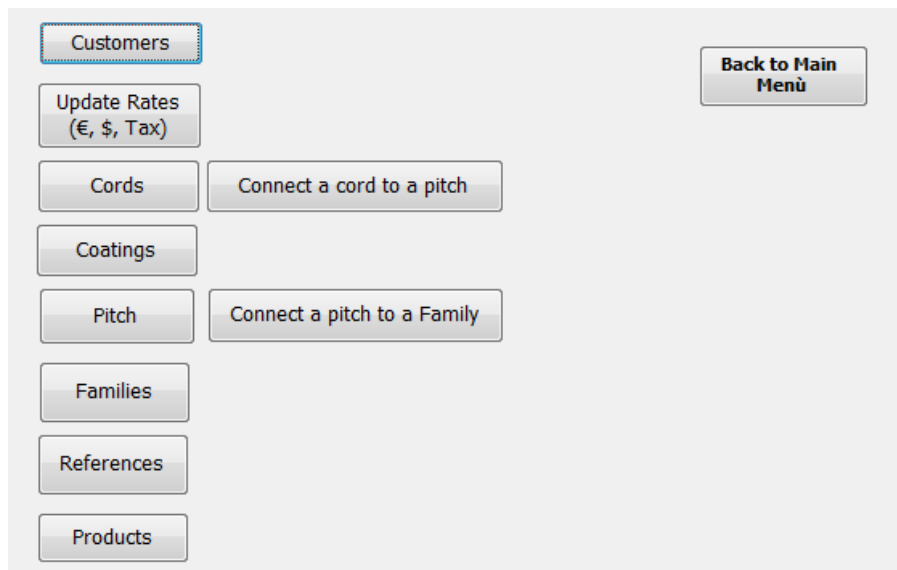 Customers
Back to Main
Menù
Update Rates
(€, $, Tax)
Cords
Connect a cord to a pitch
Coatings
Pitch
Connect a pitch to a Family
Families
References
Products